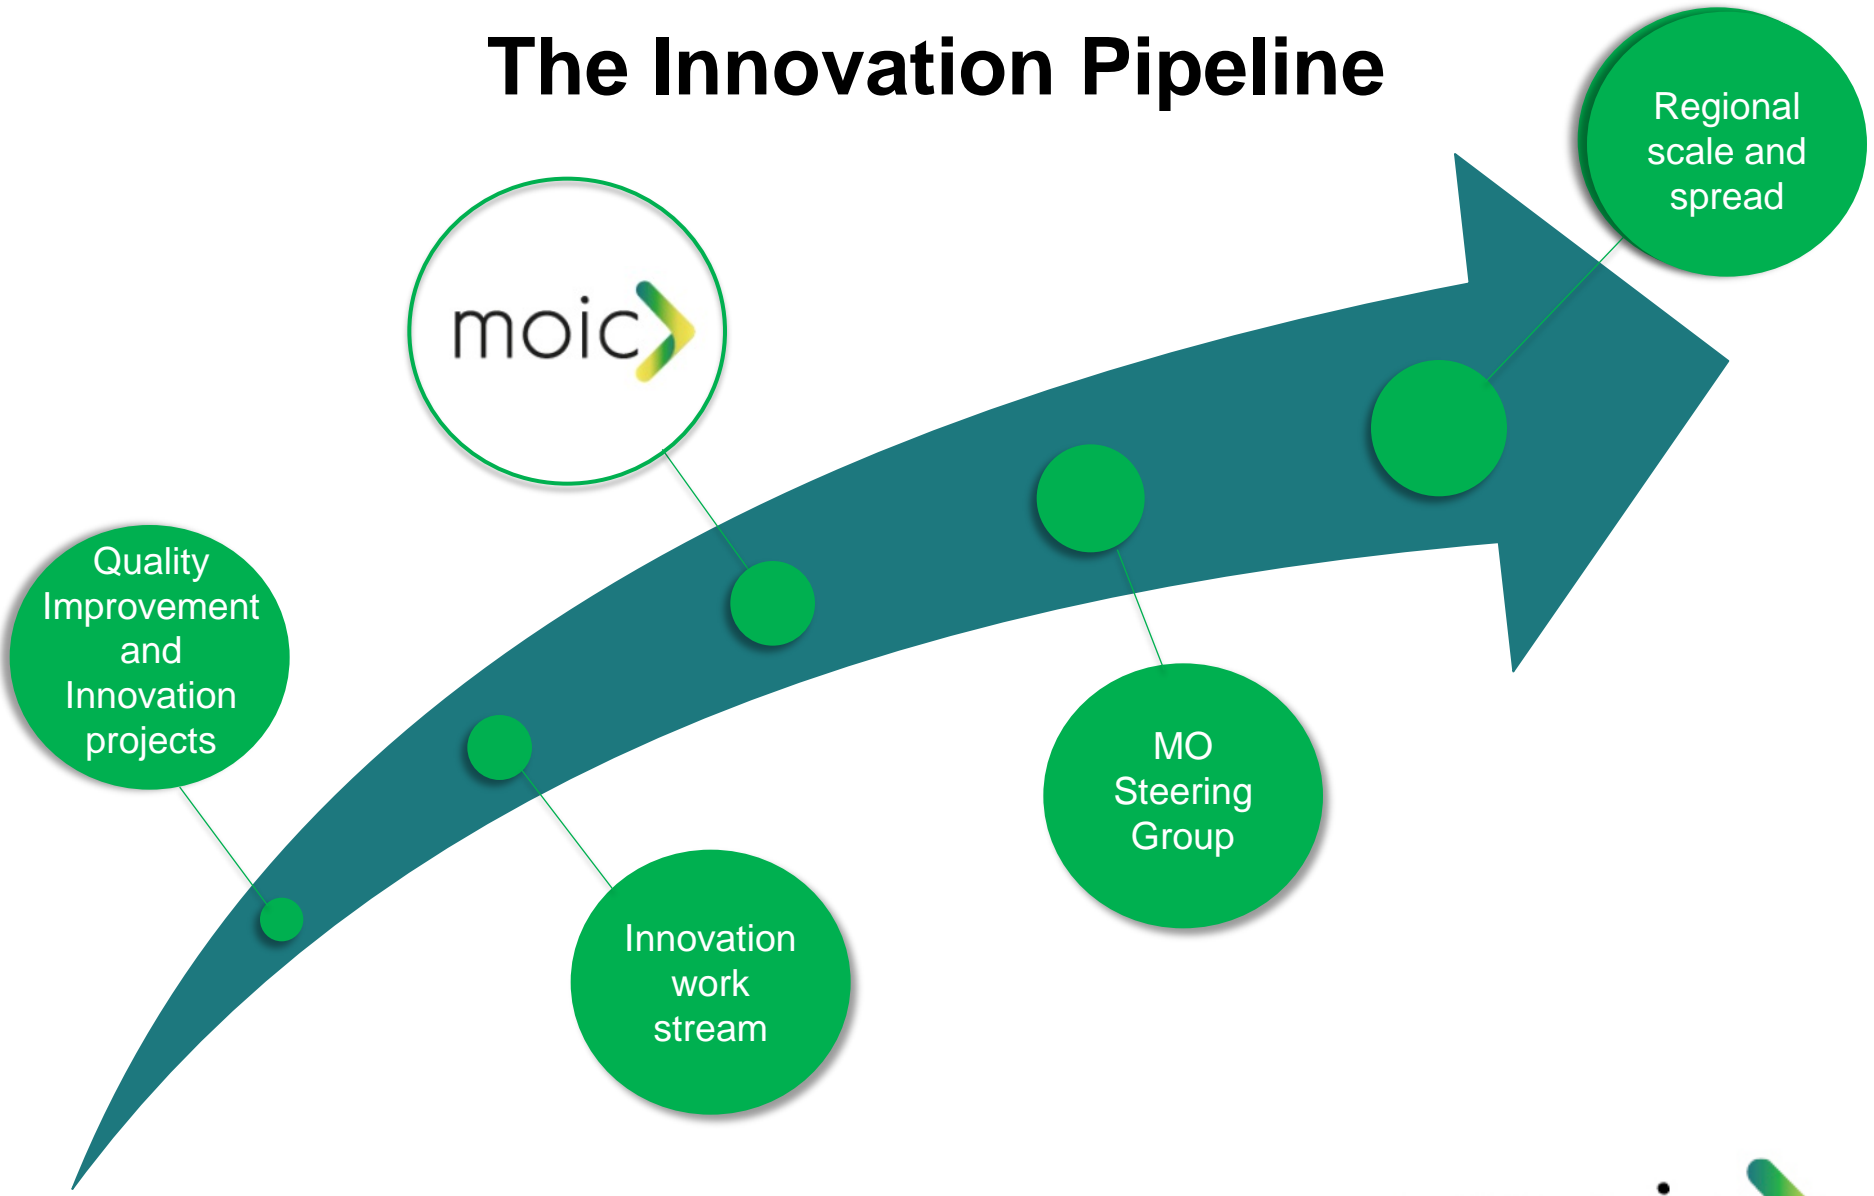 The Innovation Pipeline
Regional
scale and
spread
moic
Quality
Improvement
and
Innovation
projects
MO
Steering
Group
Innovation
work
stream